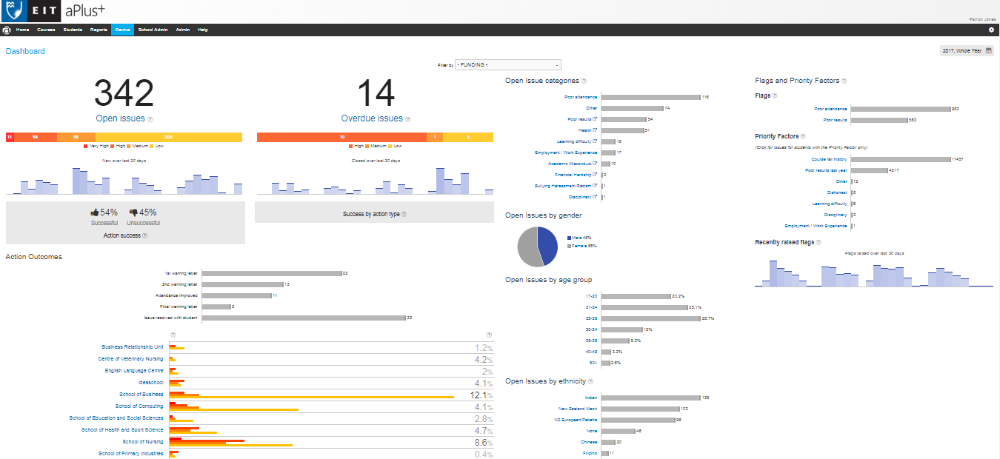 EIT aPlus+
Patrick Jones
Home Courses Students Reports Revive School Admin Admin Help
Dashboard
2017, Whole Year
Filter by - FUNDING -
342
Open issues ?
11 64 58 209
Very High High Medium Low
New over last 30 days
54% 45%
Successful Unsuccessful
Action success ?
14
Overdue issues ?
10 1 3
High Medium Low
Closed over last 30 days
Success by action type ?
Action Outcomes
1st warning letter 22
2nd warning letter 13
Attendance improved 11
Final warning letter 5
Issue resolved with student 32
? ?
Business Relationship Unit 1.2%
Centre of Veterinary Nursing 4.2%
English Language Centre 2%
Ideaschool 4.1%
School of Business 12.1%
School of Computing 4.1%
School of Education and Social Sciences 2.8%
School of Health and Sport Science 4.7%
School of Nursing 8.6%
School of Primary Industries 0.4%
Open Issue categories ?
Poor attendance 116
Other 74
Poor results 54
Health 51
Learning difficulty
Employment / Work Experience 17
Academic Misconduct 10
Financial Hardship 2
Bullying Harassment Racism 1
Disciplinary 1
Open Issues by gender
Male 45%
Female 55%
Open Issues by age group
17-20 20.2%
21-24 25.1%
25-29 28.7%
30-34 12%
35-39 8.2%
40-49 3.2%
50+ 2.6%
Open Issues by ethnicity ?
Indian 129
New Zealand Maori 103
NZ European/Pakeha
None
Chinese 20
Filipino 11
Flags and Priority Factors ?
Flags ?
Poor attendance
Poor results
Priority Factors ?
(Click for issues for students with the Priority Factor only)
Course fail history 11457
Poor results last year 4317
Other 12
Dishonest
Learning difficulty
Disciplinary 3
Employment / Work Experience 1
Recently raised flags ?
Flags raised over last 30 days